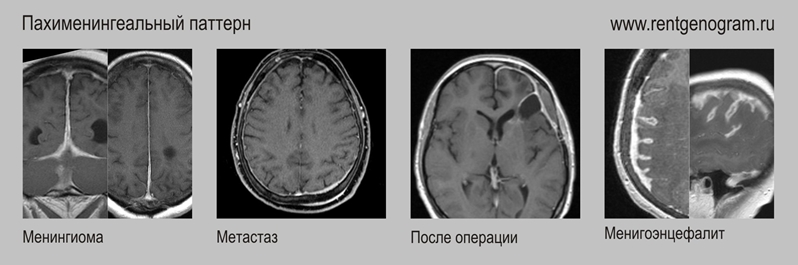 Пахименингеальный паттерн
www.rentgenogram.ru
Менингиома
Метастаз
После операции
Менигоэнцефалит